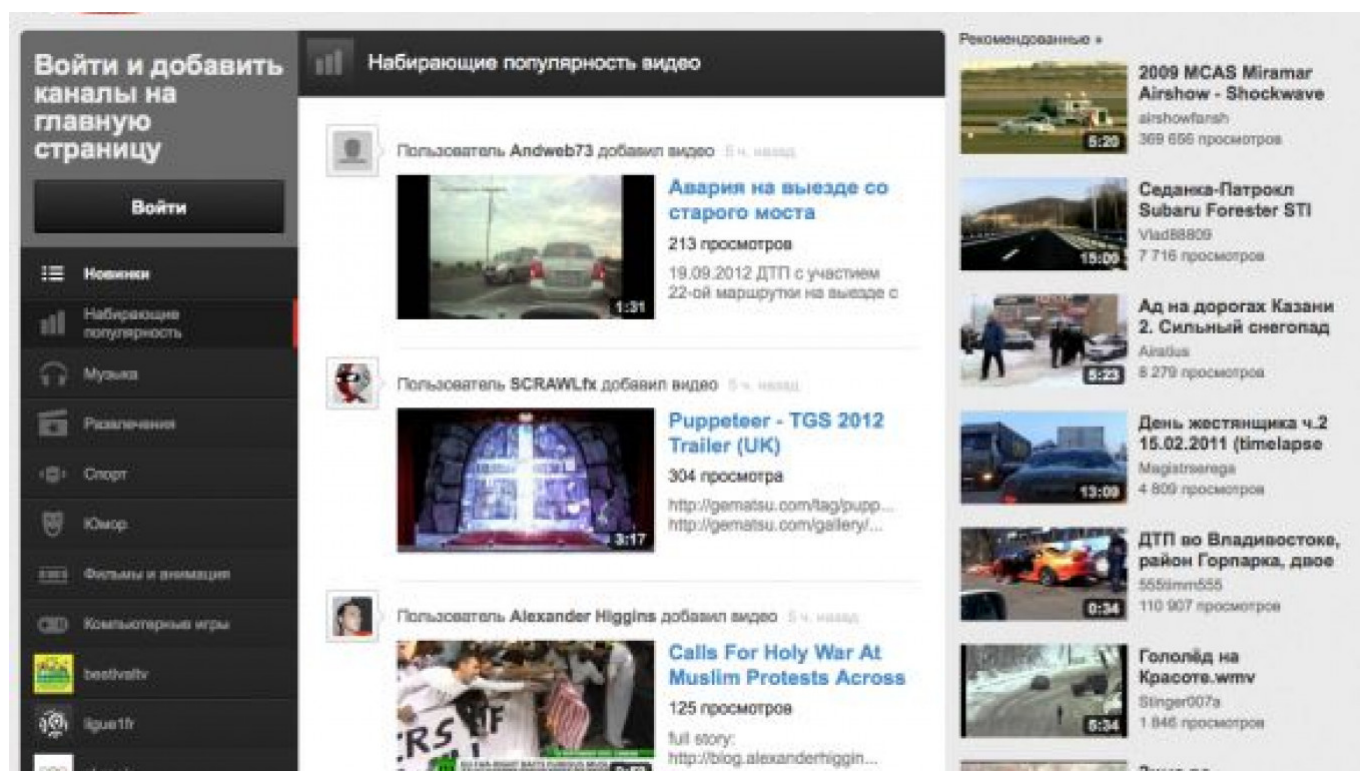 Войти и добавить
каналы на
главную
страницу
Войти
Новинки
Набирающие
популярность
Музыка
Развлечения
Спорт
Юмор
Фильмы и анимация
Компьютерные игры
bestivaltv
ligue1fr
Набирающие популярность видео
Пользователь Andweb73 добавил видео 5 ч. назад
Авария на выезде со
старого моста
213 просмотров
19.09.2012 ДТП с участием
22-ой маршрутки на выезде с
1:31
Пользователь SCRAWLfx добавил видео 5 ч. назад
Puppeteer - TGS 2012
Trailer (UK)
304 просмотра
http://gematsu.com/tag/pupp...
http://gematsu.com/gallery/...
3:17
Пользователь Alexander Higgins добавил видео 5 ч. назад
Calls For Holy War At
Muslim Protests Across
125 просмотров
full story:
http://blog.alexanderhiggin...
Рекомендованные »
2009 MCAS Miramar
Airshow - Shockwave
airshowfansh
369 656 просмотров
5:20
Седанка-Патрокл
Subaru Forester STI
Vlad88809
7 716 просмотров
15:09
Ад на дорогах Казани
2. Сильный снегопад
Airatius
8 279 просмотров
5:23
День жестянщика ч.2
15.02.2011 (timelapse
Magistrserega
4 809 просмотров
13:09
ДТП во Владивостоке,
район Горпарка, двое
555timm555
110 907 просмотров
0:34
Гололёд на
Красоте.wmv
Stinger007a
1 846 просмотров
5:34